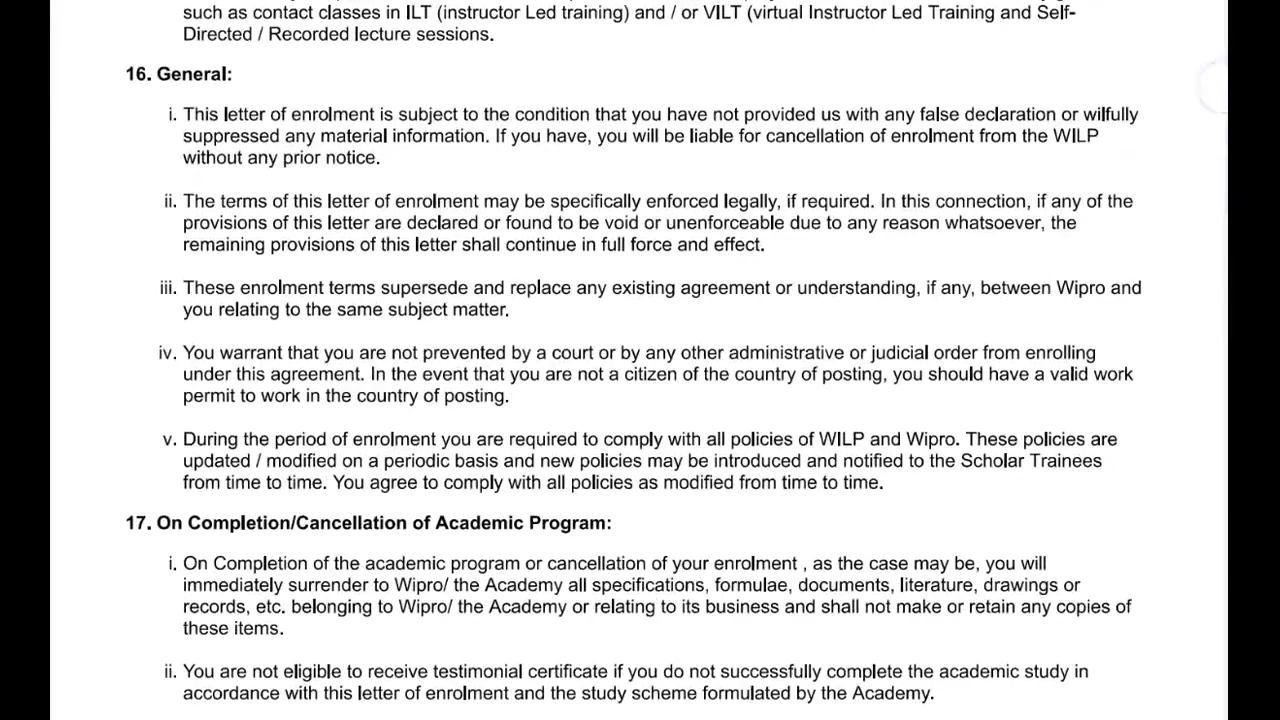 such as contact classes in ILT (instructor Led training) and / or VILT (virtual Instructor Led Training and Self-
Directed / Recorded lecture sessions.
16. General:
i. This letter of enrolment is subject to the condition that you have not provided us with any false declaration or wilfully
suppressed any material information. If you have, you will be liable for cancellation of enrolment from the WILP
without any prior notice.
ii. The terms of this letter of enrolment may be specifically enforced legally, if required. In this connection, if any of the
provisions of this letter are declared or found to be void or unenforceable due to any reason whatsoever, the
remaining provisions of this letter shall continue in full force and effect.
iii. These enrolment terms supersede and replace any existing agreement or understanding, if any, between Wipro and
you relating to the same subject matter.
iv. You warrant that you are not prevented by a court or by any other administrative or judicial order from enrolling
under this agreement. In the event that you are not a citizen of the country of posting, you should have a valid work
permit to work in the country of posting.
v. During the period of enrolment you are required to comply with all policies of WILP and Wipro. These policies are
updated / modified on a periodic basis and new policies may be introduced and notified to the Scholar Trainees
from time to time. You agree to comply with all policies as modified from time to time.
17. On Completion/Cancellation of Academic Program:
i. On Completion of the academic program or cancellation of your enrolment , as the case may be, you will
immediately surrender to Wipro/ the Academy all specifications, formulae, documents, literature, drawings or
records, etc. belonging to Wipro/ the Academy or relating to its business and shall not make or retain any copies of
these items.
ii. You are not eligible to receive testimonial certificate if you do not successfully complete the academic study in
accordance with this letter of enrolment and the study scheme formulated by the Academy.